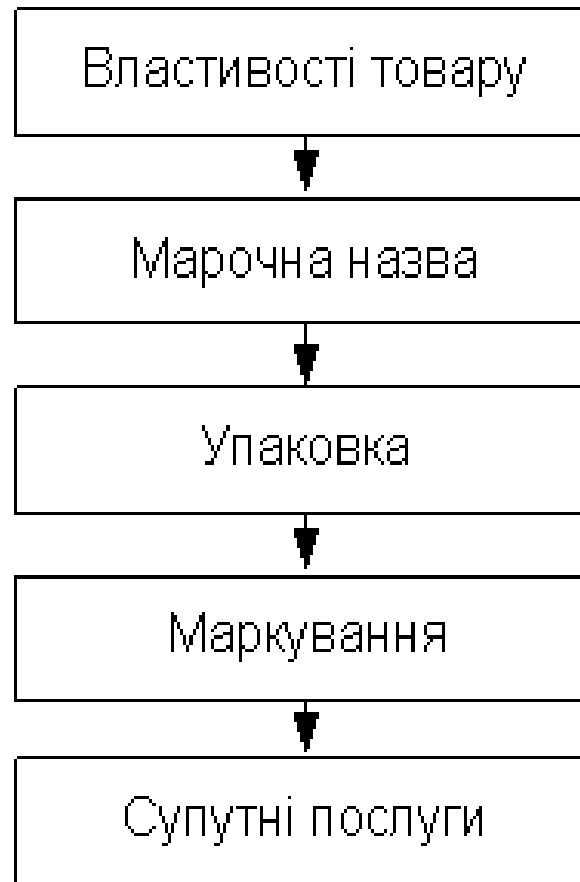 Властивості товару
Марочна назва
Упаковка
Маркування
Супутні послуги